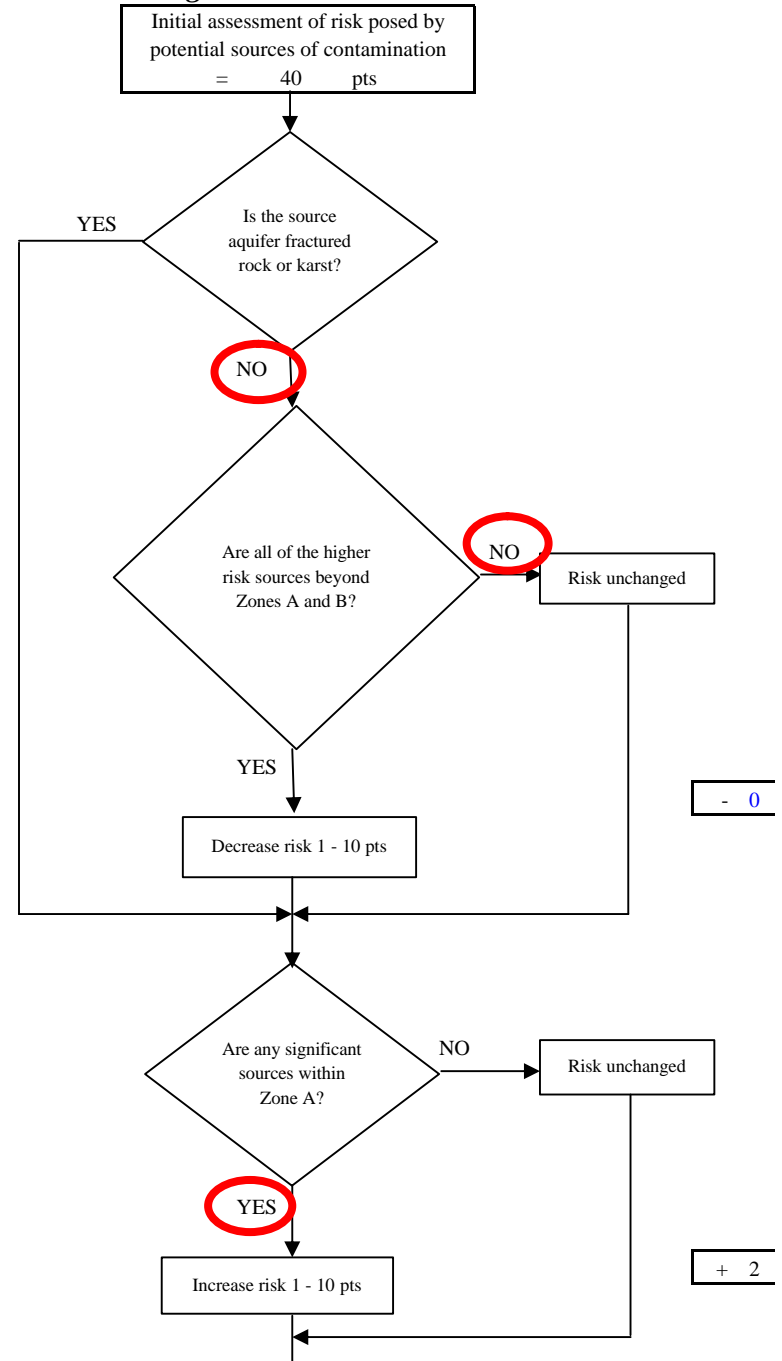 Initial assessment of risk posed by
potential sources of contamination
= 40 pts
YES
Is the source
aquifer fractured
rock or karst?
NO
Are all of the higher
risk sources beyond
Zones A and B?
NO
Risk unchanged
YES
- 0
Decrease risk 1 - 10 pts
Are any significant
sources within
Zone A?
NO
Risk unchanged
YES
+ 2
Increase risk 1 - 10 pts